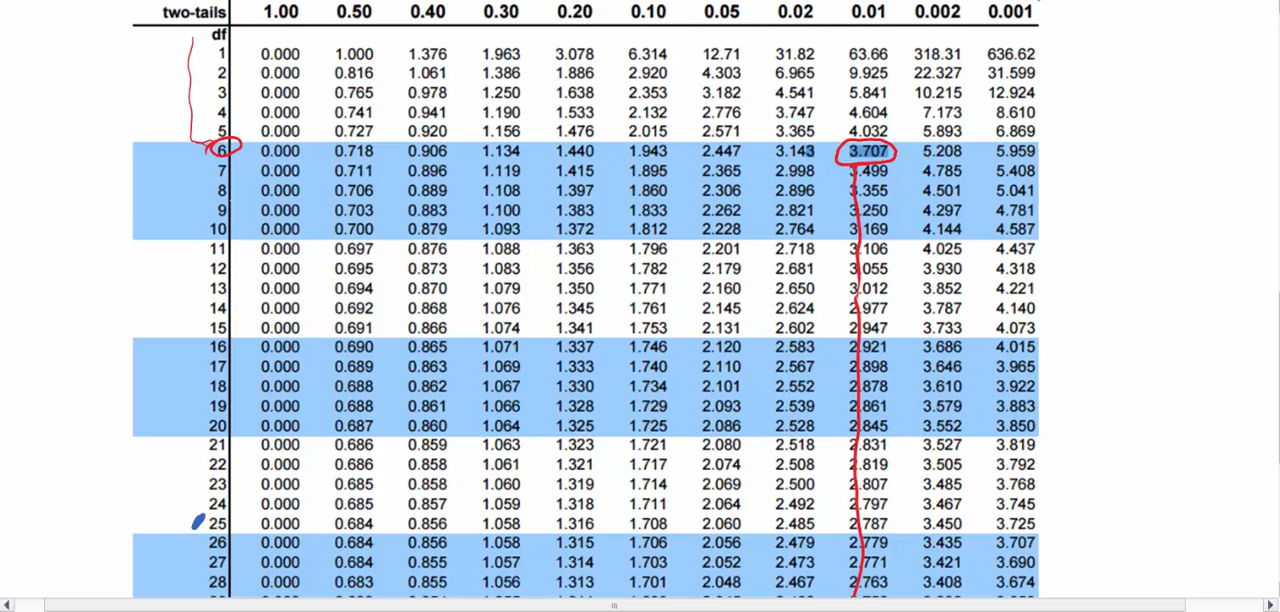 two-tails 1.00 0.50 0.40 0.30 0.20 0.10 0.05 0.02 0.01 0.002 0.001
df
1 0.000 1.000 1.376 1.963 3.078 6.314 12.71 31.82 63.66 318.31 636.62
2 0.000 0.816 1.061 1.386 1.886 2.920 4.303 6.965 9.925 22.327 31.599
3 0.000 0.765 0.978 1.250 1.638 2.353 3.182 4.541 5.841 10.215 12.924
4 0.000 0.741 0.941 1.190 1.533 2.132 2.776 3.747 4.604 7.173 8.610
5 0.000 0.727 0.920 1.156 1.476 2.015 2.571 3.365 4.032 5.893 6.869
6 0.000 0.718 0.906 1.134 1.440 1.943 2.447 3.143 3.707 5.208 5.959
7 0.000 0.711 0.896 1.119 1.415 1.895 2.365 2.998 3.499 4.785 5.408
8 0.000 0.706 0.889 1.108 1.397 1.860 2.306 2.896 3.355 4.501 5.041
9 0.000 0.703 0.883 1.100 1.383 1.833 2.262 2.821 3.250 4.297 4.781
10 0.000 0.700 0.879 1.093 1.372 1.812 2.228 2.764 3.169 4.144 4.587
11 0.000 0.697 0.876 1.088 1.363 1.796 2.201 2.718 3.106 4.025 4.437
12 0.000 0.695 0.873 1.083 1.356 1.782 2.179 2.681 3.055 3.930 4.318
13 0.000 0.694 0.870 1.079 1.350 1.771 2.160 2.650 3.012 3.852 4.221
14 0.000 0.692 0.868 1.076 1.345 1.761 2.145 2.624 2.977 3.787 4.140
15 0.000 0.691 0.866 1.074 1.341 1.753 2.131 2.602 2.947 3.733 4.073
16 0.000 0.690 0.865 1.071 1.337 1.746 2.120 2.583 2.921 3.686 4.015
17 0.000 0.689 0.863 1.069 1.333 1.740 2.110 2.567 2.898 3.646 3.965
18 0.000 0.688 0.862 1.067 1.330 1.734 2.101 2.552 2.878 3.610 3.922
19 0.000 0.688 0.861 1.066 1.328 1.729 2.093 2.539 2.861 3.579 3.883
20 0.000 0.687 0.860 1.064 1.325 1.725 2.086 2.528 2.845 3.552 3.850
21 0.000 0.686 0.859 1.063 1.323 1.721 2.080 2.518 2.831 3.527 3.819
22 0.000 0.686 0.858 1.061 1.321 1.717 2.074 2.508 2.819 3.505 3.792
23 0.000 0.685 0.858 1.060 1.319 1.714 2.069 2.500 2.807 3.485 3.768
24 0.000 0.685 0.857 1.059 1.318 1.711 2.064 2.492 2.797 3.467 3.745
25 0.000 0.684 0.856 1.058 1.316 1.708 2.060 2.485 2.787 3.450 3.725
26 0.000 0.684 0.856 1.058 1.315 1.706 2.056 2.479 2.779 3.435 3.707
27 0.000 0.684 0.855 1.057 1.314 1.703 2.052 2.473 2.771 3.421 3.690
28 0.000 0.683 0.855 1.056 1.313 1.701 2.048 2.467 2.763 3.408 3.674